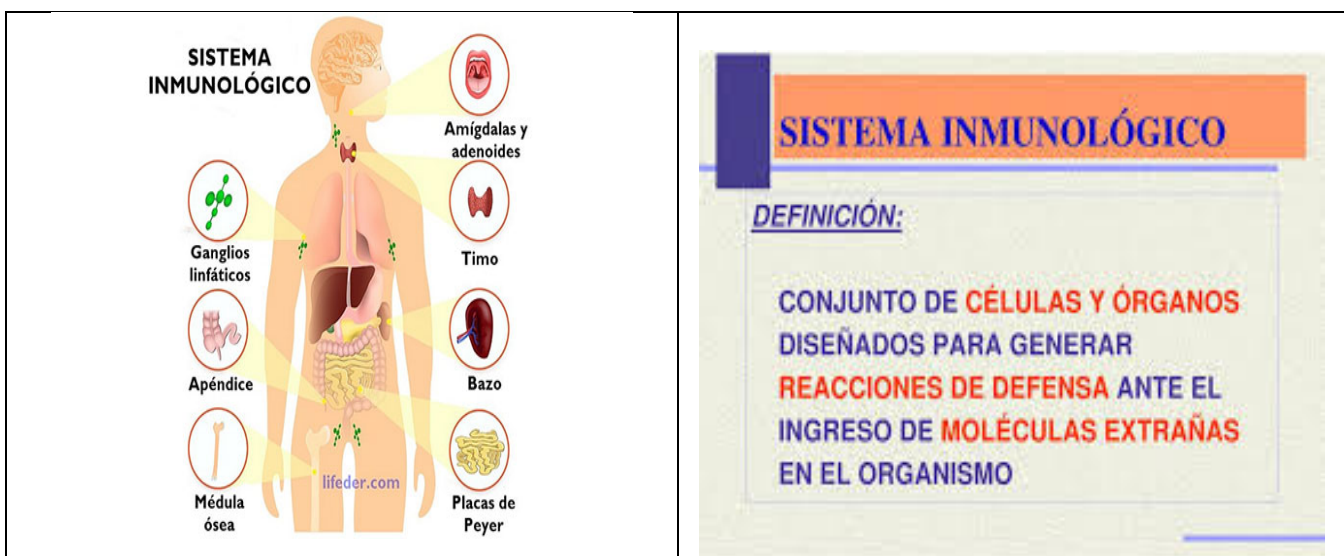 SISTEMA
INMUNOLÓGICO
Amígdalas y
adenoides
Ganglios
linfáticos
Timo
Apéndice
Bazo
Médula
ósea
lifeder.com
Placas de
Peyer
SISTEMA INMUNOLÓGICO
DEFINICIÓN:
CONJUNTO DE CÉLULAS Y ÓRGANOS
DISEÑADOS PARA GENERAR
REACCIONES DE DEFENSA ANTE EL
INGRESO DE MOLÉCULAS EXTRAÑAS
EN EL ORGANISMO